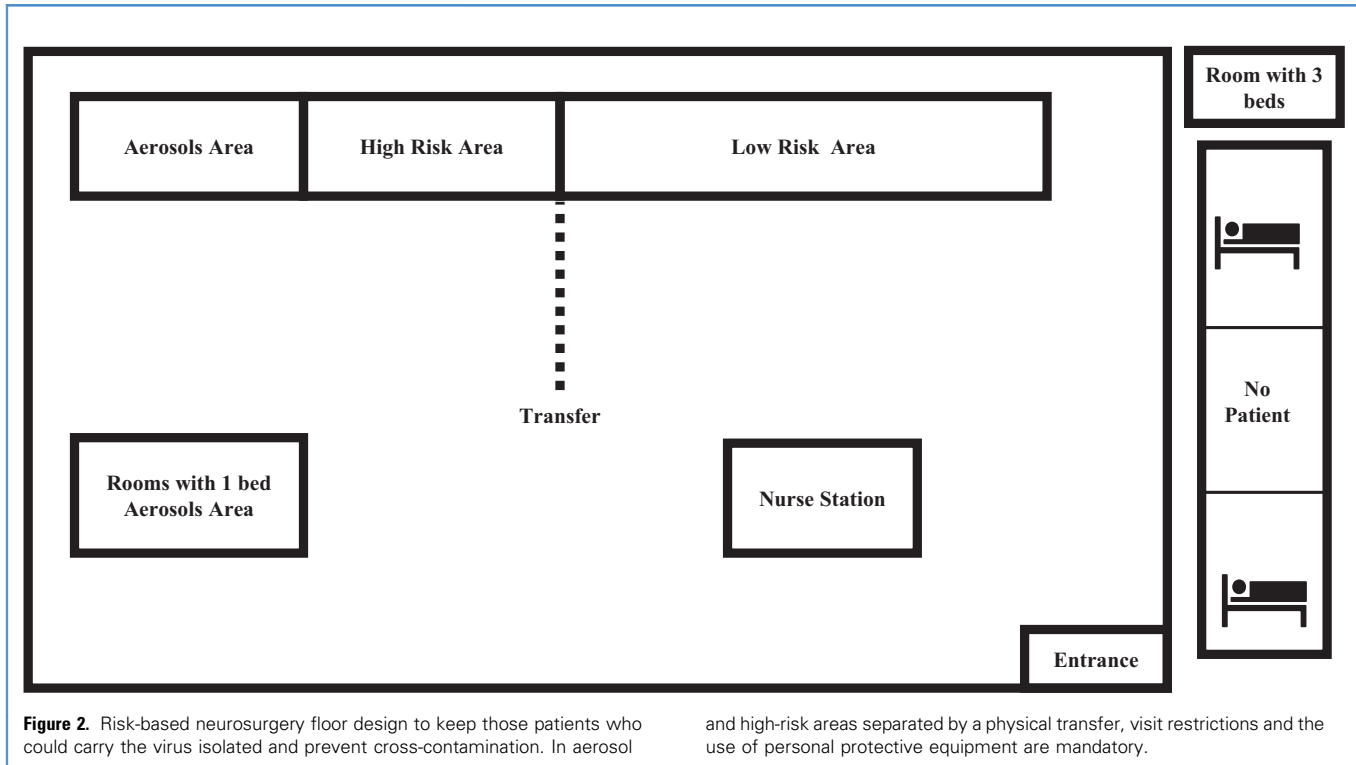 Room with 3
beds
Aerosols Area
High Risk Area
Low Risk Area
No
Patient
Transfer
Rooms with 1 bed
Aerosols Area
Nurse Station
Entrance
Figure 2. Risk-based neurosurgery floor design to keep those patients who
could carry the virus isolated and prevent cross-contamination. In aerosol
and high-risk areas separated by a physical transfer, visit restrictions and the
use of personal protective equipment are mandatory.